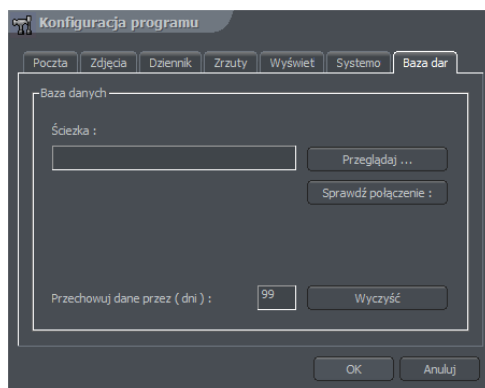 Konfiguracja programu
Poczta Zdjęcia Dziennik Zrzuty Wyświet Systemo Baza dar
Baza danych
Ściezka :
Przeglądaj ...
Sprawdź połączenie :
Przechowuj dane przez ( dni ) : 99 Wyczyść
OK Anuluj